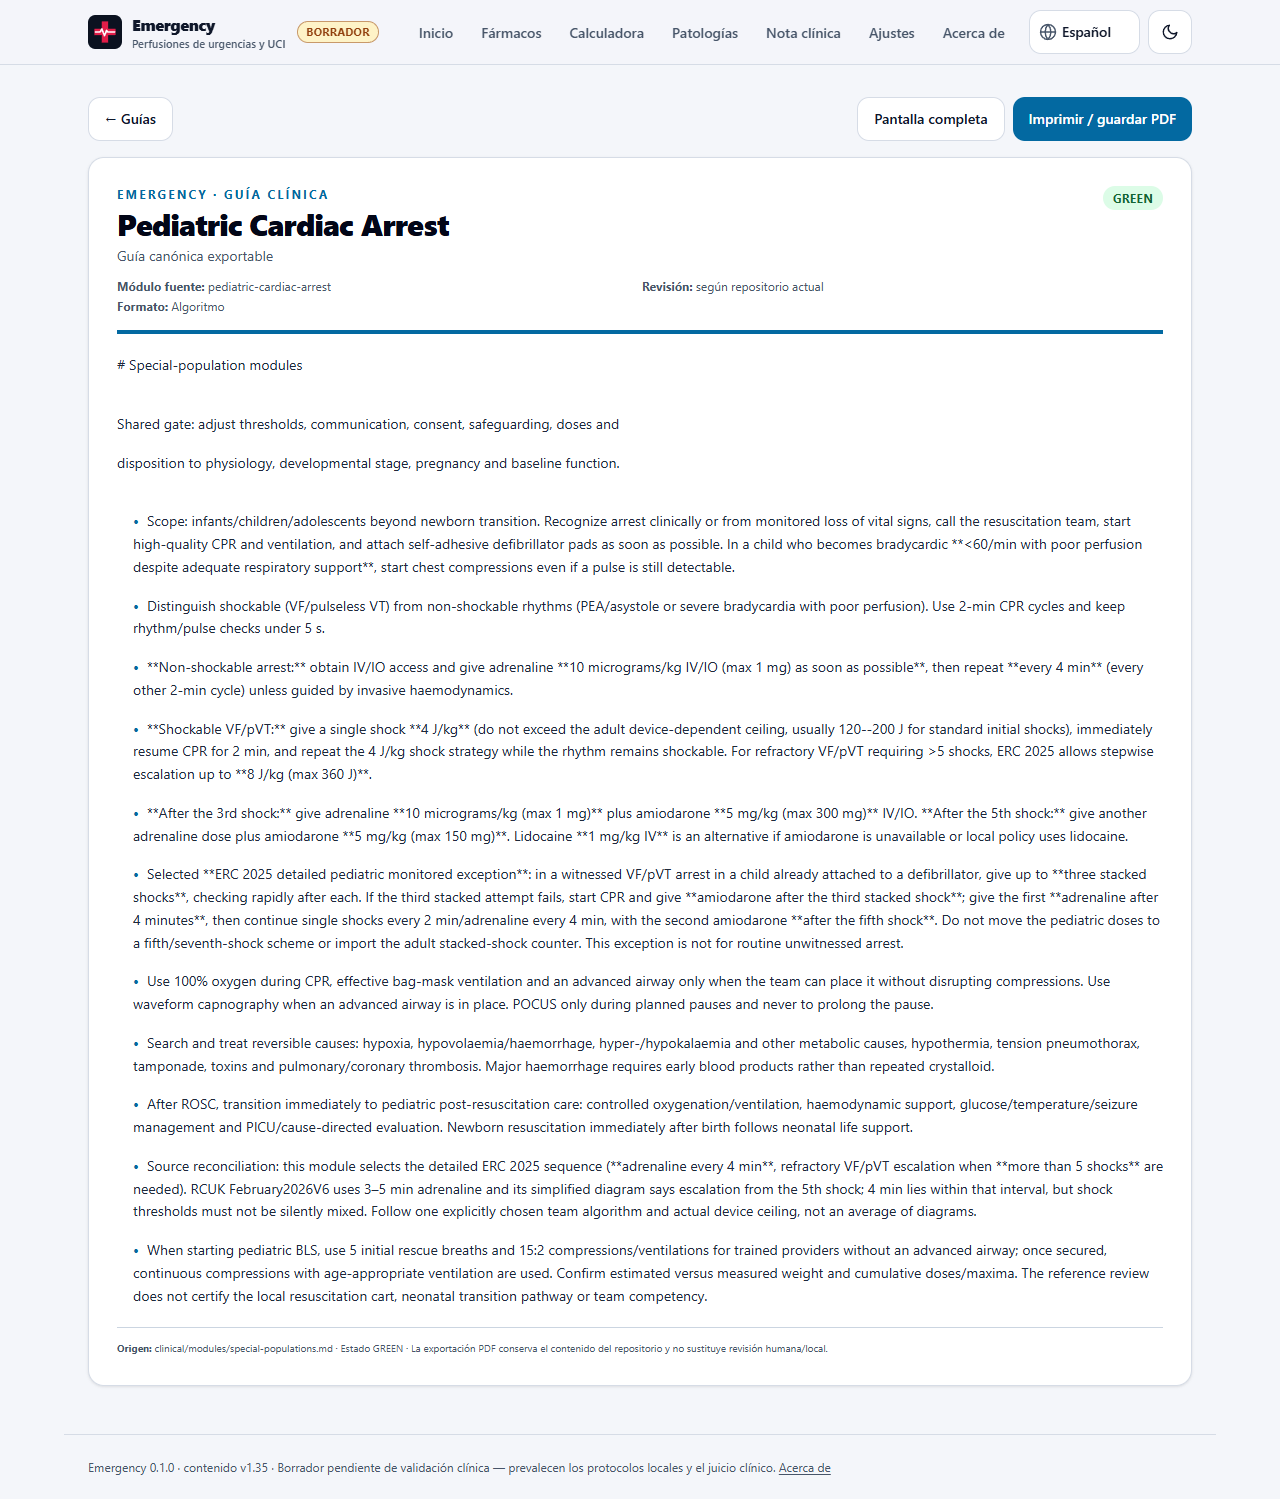 Emergency
Perfusiones de urgencias y UCI
BORRADOR
Inicio
Fármacos
Calculadora
Patologías
Nota clínica
Ajustes
Acerca de
Español
← Guías
Pantalla completa
Imprimir / guardar PDF
EMERGENCY · GUÍA CLÍNICA
GREEN
Pediatric Cardiac Arrest
Guía canónica exportable
Módulo fuente: pediatric-cardiac-arrest
Revisión: según repositorio actual
Formato: Algoritmo
# Special-population modules
Shared gate: adjust thresholds, communication, consent, safeguarding, doses and
disposition to physiology, developmental stage, pregnancy and baseline function.
• Scope: infants/children/adolescents beyond newborn transition. Recognize arrest clinically or from monitored loss of vital signs, call the resuscitation team, start
high-quality CPR and ventilation, and attach self-adhesive defibrillator pads as soon as possible. In a child who becomes bradycardic **<60/min with poor perfusion
despite adequate respiratory support**, start chest compressions even if a pulse is still detectable.
• Distinguish shockable (VF/pulseless VT) from non-shockable rhythms (PEA/asystole or severe bradycardia with poor perfusion). Use 2-min CPR cycles and keep
rhythm/pulse checks under 5 s.
• **Non-shockable arrest:** obtain IV/IO access and give adrenaline **10 micrograms/kg IV/IO (max 1 mg) as soon as possible**, then repeat **every 4 min** (every
other 2-min cycle) unless guided by invasive haemodynamics.
• **Shockable VF/pVT:** give a single shock **4 J/kg** (do not exceed the adult device-dependent ceiling, usually 120--200 J for standard initial shocks), immediately
resume CPR for 2 min, and repeat the 4 J/kg shock strategy while the rhythm remains shockable. For refractory VF/pVT requiring >5 shocks, ERC 2025 allows stepwise
escalation up to **8 J/kg (max 360 J)**.
• **After the 3rd shock:** give adrenaline **10 micrograms/kg (max 1 mg)** plus amiodarone **5 mg/kg (max 300 mg)** IV/IO. **After the 5th shock:** give another
adrenaline dose plus amiodarone **5 mg/kg (max 150 mg)**. Lidocaine **1 mg/kg IV** is an alternative if amiodarone is unavailable or local policy uses lidocaine.
• Selected **ERC 2025 detailed pediatric monitored exception**: in a witnessed VF/pVT arrest in a child already attached to a defibrillator, give up to **three stacked
shocks**, checking rapidly after each. If the third stacked attempt fails, start CPR and give **amiodarone after the third stacked shock**; give the first **adrenaline after
4 minutes**, then continue single shocks every 2 min/adrenaline every 4 min, with the second amiodarone **after the fifth shock**. Do not move the pediatric doses to
a fifth/seventh-shock scheme or import the adult stacked-shock counter. This exception is not for routine unwitnessed arrest.
• Use 100% oxygen during CPR, effective bag-mask ventilation and an advanced airway only when the team can place it without disrupting compressions. Use
waveform capnography when an advanced airway is in place. POCUS only during planned pauses and never to prolong the pause.
• Search and treat reversible causes: hypoxia, hypovolaemia/haemorrhage, hyper-/hypokalaemia and other metabolic causes, hypothermia, tension pneumothorax,
tamponade, toxins and pulmonary/coronary thrombosis. Major haemorrhage requires early blood products rather than repeated crystalloid.
• After ROSC, transition immediately to pediatric post-resuscitation care: controlled oxygenation/ventilation, haemodynamic support, glucose/temperature/seizure
management and PICU/cause-directed evaluation. Newborn resuscitation immediately after birth follows neonatal life support.
• Source reconciliation: this module selects the detailed ERC 2025 sequence (**adrenaline every 4 min**, refractory VF/pVT escalation when **more than 5 shocks** are
needed). RCUK February2026V6 uses 3–5 min adrenaline and its simplified diagram says escalation from the 5th shock; 4 min lies within that interval, but shock
thresholds must not be silently mixed. Follow one explicitly chosen team algorithm and actual device ceiling, not an average of diagrams.
• When starting pediatric BLS, use 5 initial rescue breaths and 15:2 compressions/ventilations for trained providers without an advanced airway; once secured,
continuous compressions with age-appropriate ventilation are used. Confirm estimated versus measured weight and cumulative doses/maxima. The reference review
does not certify the local resuscitation cart, neonatal transition pathway or team competency.
Origen: clinical/modules/special-populations.md · Estado GREEN · La exportación PDF conserva el contenido del repositorio y no sustituye revisión humana/local.
Emergency 0.1.0 · contenido v1.35 · Borrador pendiente de validación clínica — prevalecen los protocolos locales y el juicio clínico. Acerca de